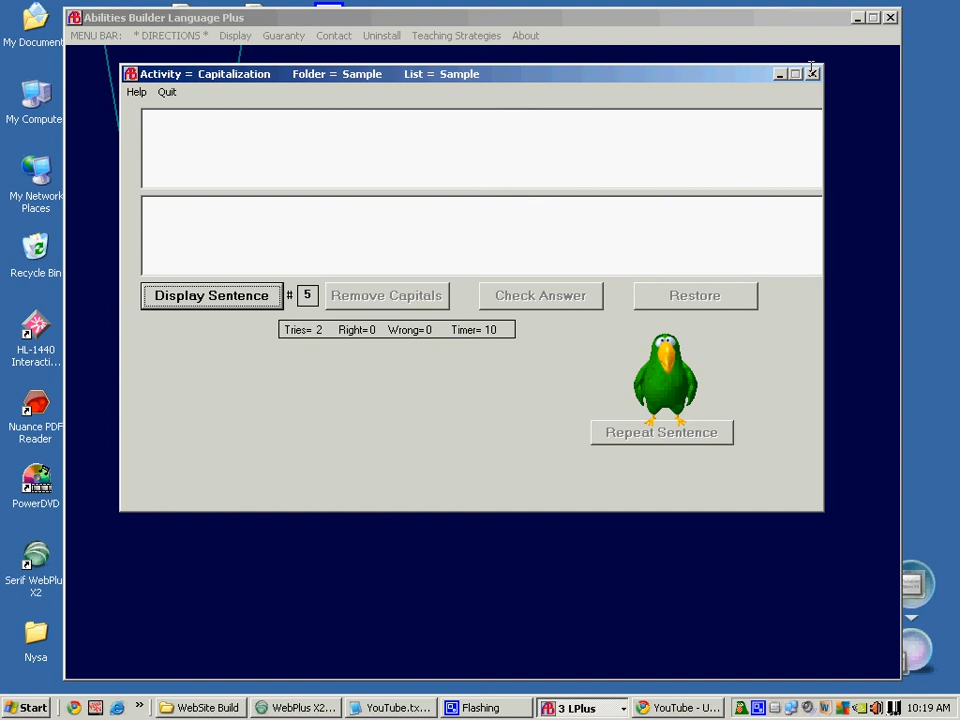 Abilities Builder Language Plus
MENU BAR: * DIRECTIONS * Display Guaranty Contact Uninstall Teaching Strategies About
Activity = Capitalization Folder = Sample List = Sample
Help Quit
Display Sentence # 5 Remove Capitals Check Answer Restore
Tries= 2 Right=0 Wrong=0 Timer= 10
Repeat Sentence
My Document
My Compute
My Network
Places
Recycle Bin
HL-1440
Interacti...
Nuance PDF
Reader
PowerDVD
Serif WebPlu
X2
Nysa
Start » WebSite Build WebPlus X2... YouTube.tx... Flashing 3 LPlus YouTube - U... 10:19 AM